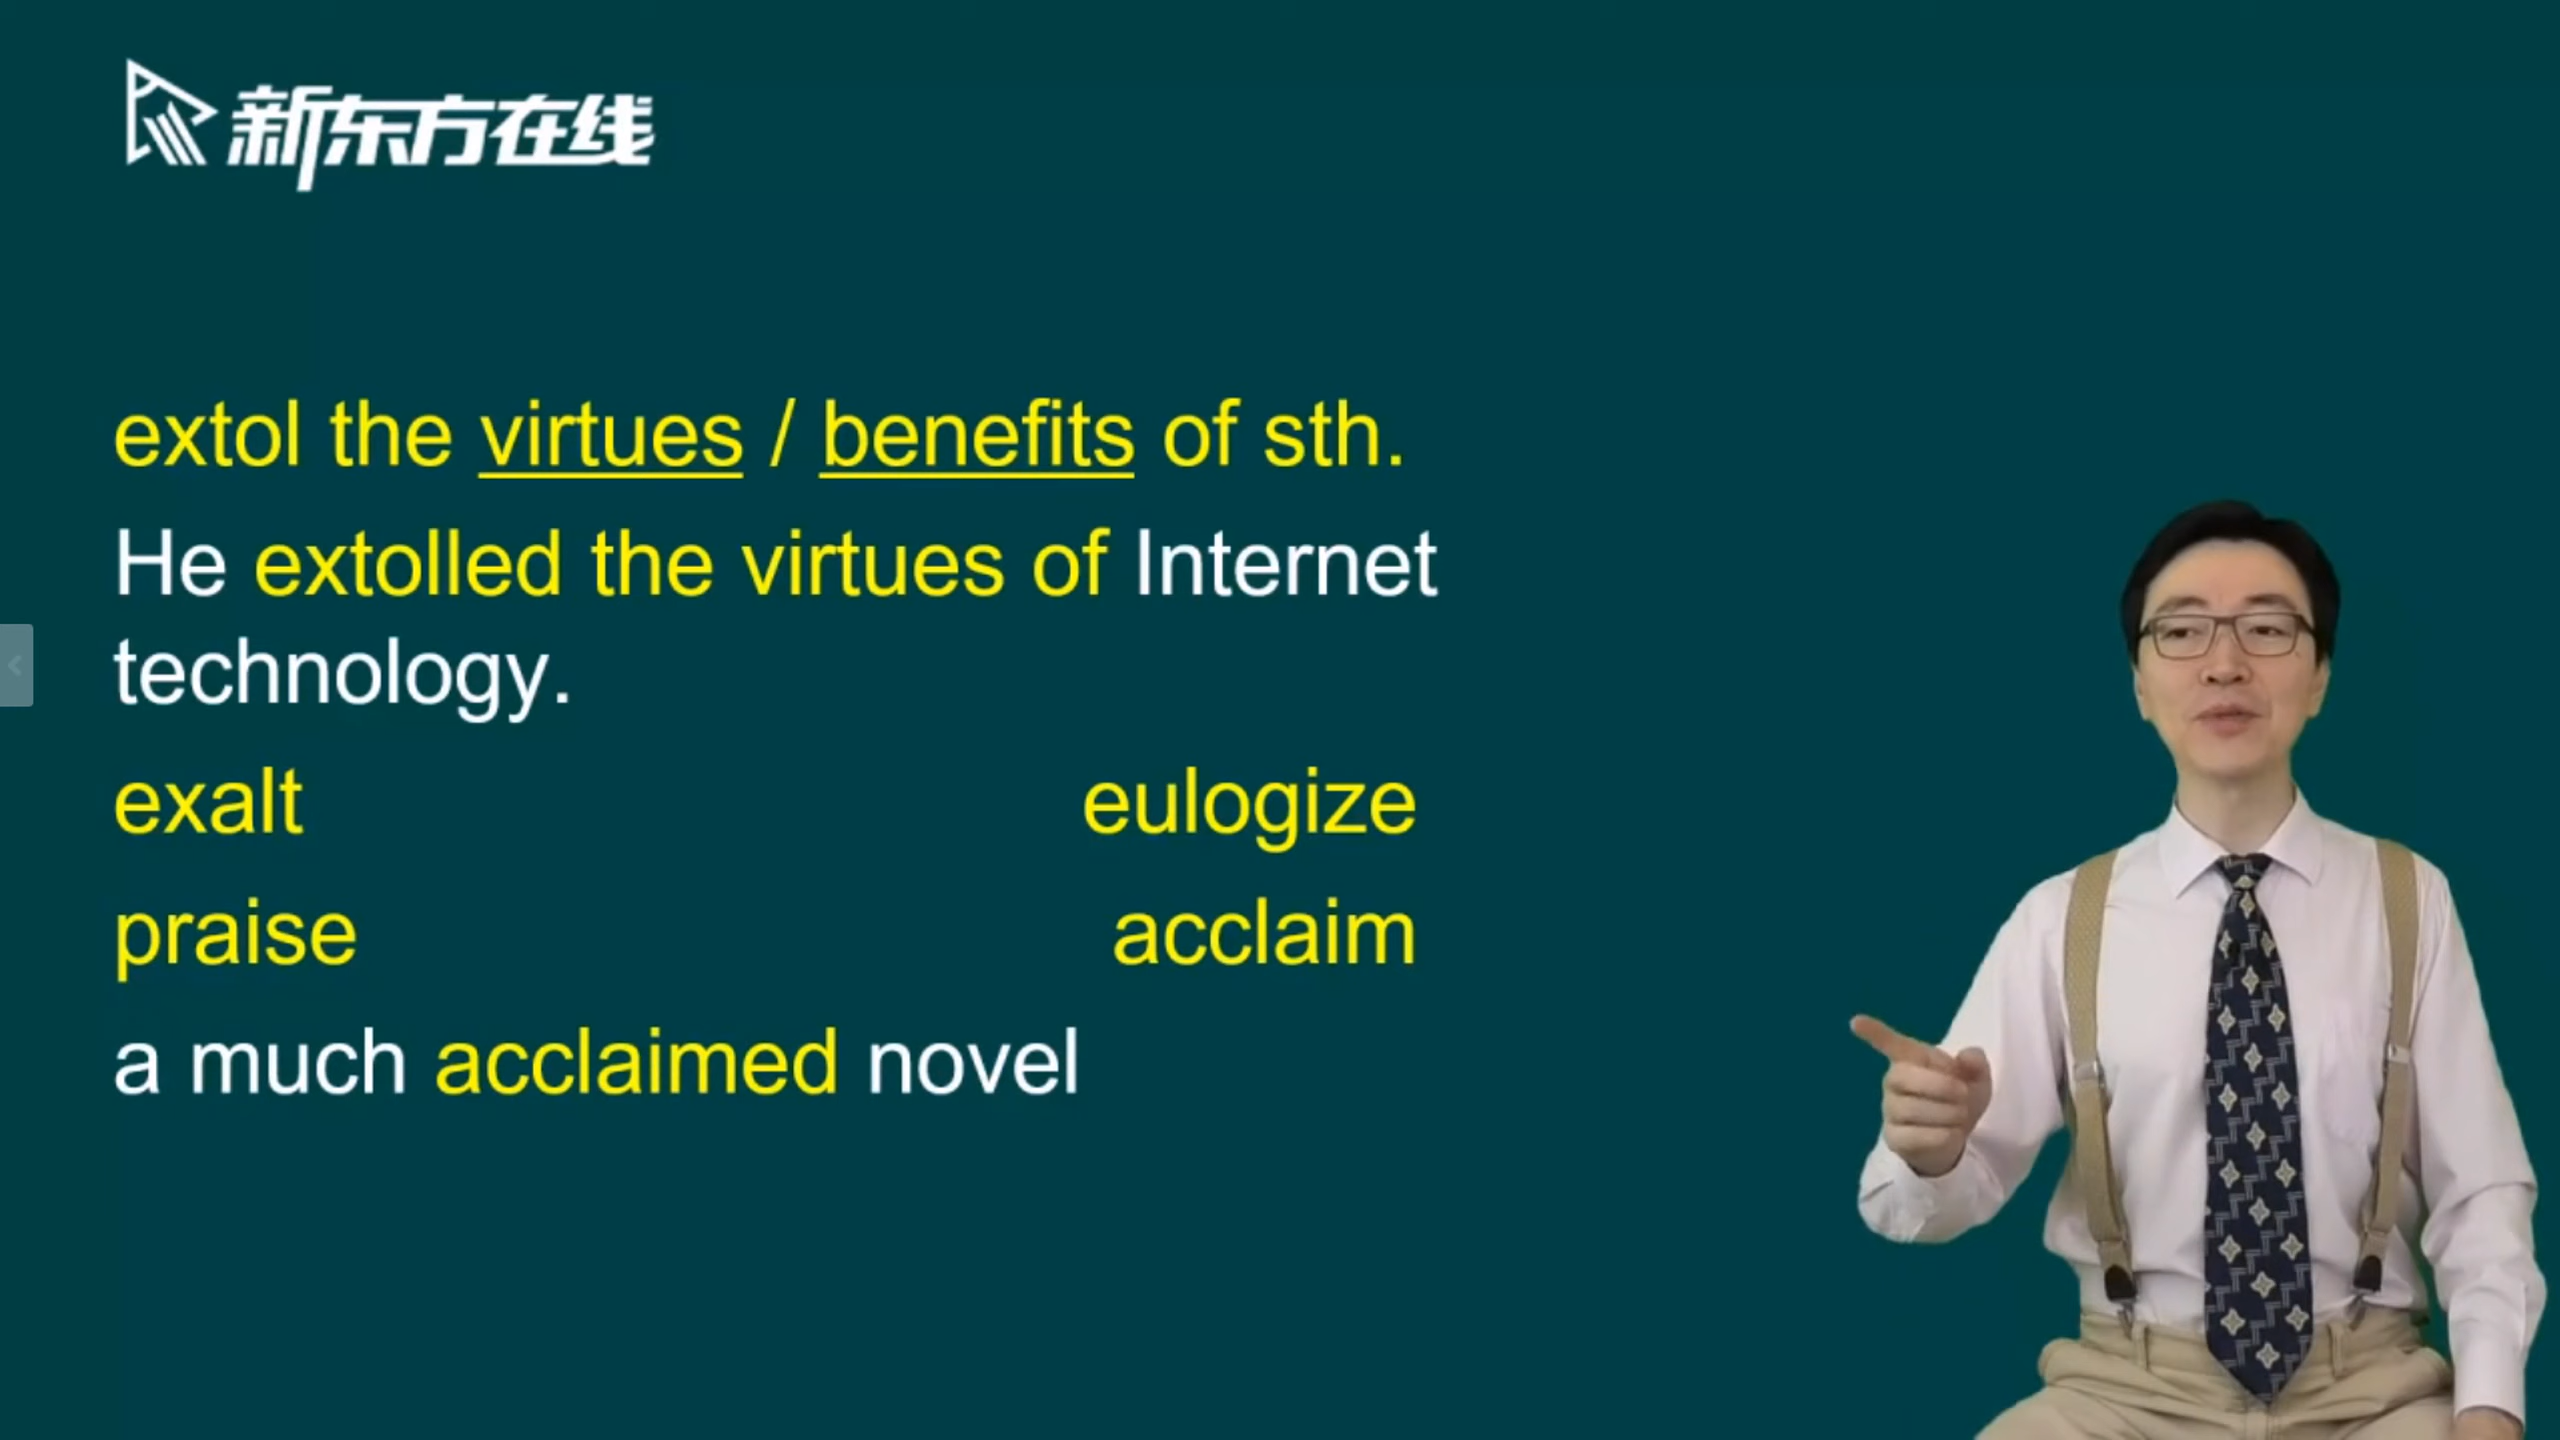 新东方在线
extol the virtues / benefits of sth.
He extolled the virtues of Internet
technology.
exalt eulogize
praise acclaim
a much acclaimed novel